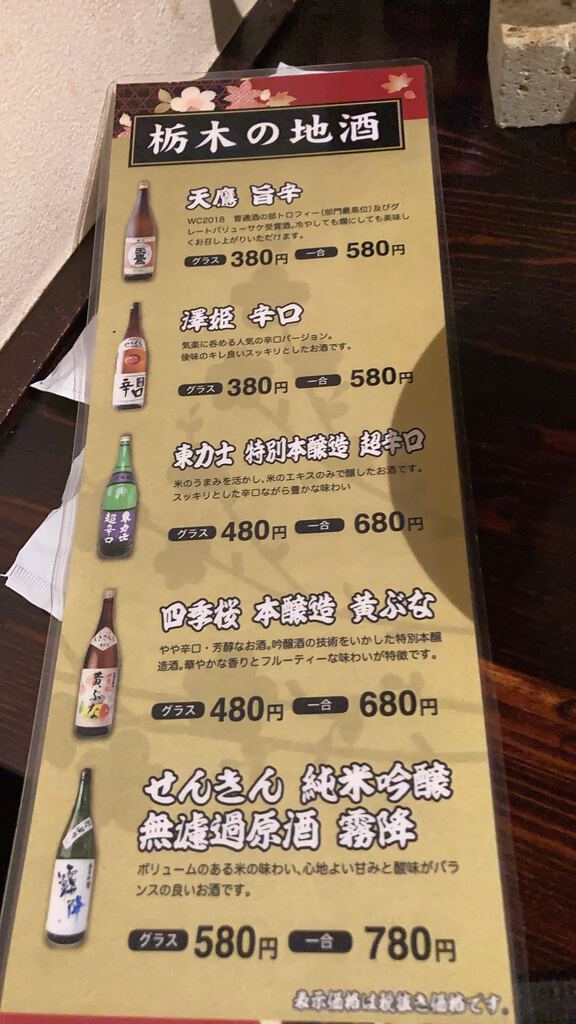 栃木の地酒
天鷹 旨辛
WC2018 普通酒の部トロフィー(部門最高位)及びグ
レートバリューサケ受賞酒。冷やしても燗にしても美味し
くお召し上がりいただけます。
グラス 380円 一合 580円
澤姫 辛口
気楽に呑める人気の辛口バージョン。
後味のキレ良いスッキリとしたお酒です。
辛口
グラス 380円 一合 580円
東力士 特別本醸造 超辛口
米のうまみを活かし、米のエキスのみで醸したお酒です。
スッキリとした辛口ながら豊かな味わい
東力士
超辛口
グラス 480円 一合 680円
四季桜 本醸造 黄ぶな
やや辛口・芳醇なお酒。吟醸酒の技術をいかした特別本醸
造酒。華やかな香りとフルーティーな味わいが特徴です。
黄ぶな
グラス 480円 一合 680円
せんきん 純米吟醸
無濾過原酒 霧降
ボリュームのある米の味わい、心地よい甘みと酸味がバラ
ンスの良いお酒です。
霧降
グラス 580円 一合 780円
表示価格は税抜き価格です。